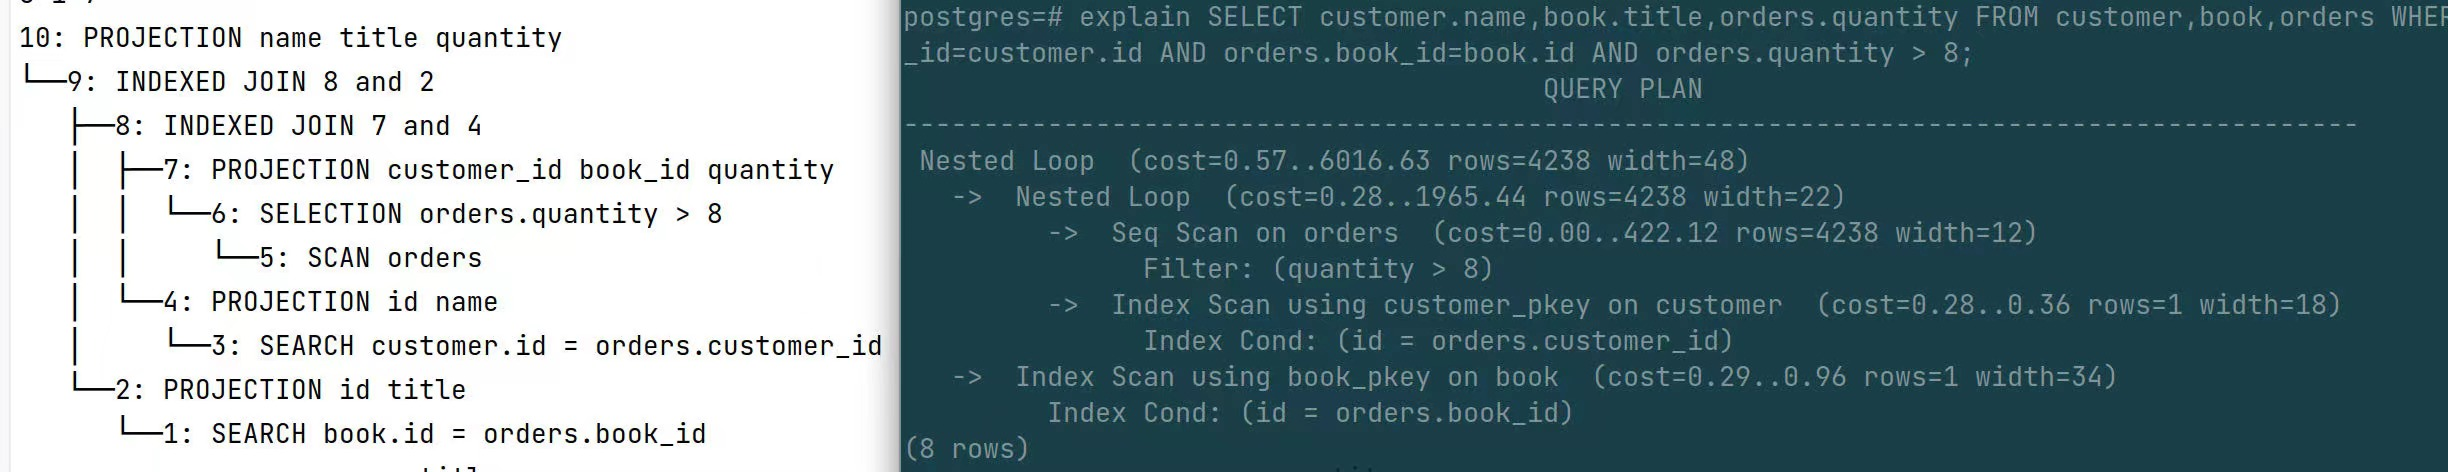 10: PROJECTION name title quantity
└──9: INDEXED JOIN 8 and 2
   ├──8: INDEXED JOIN 7 and 4
   │  ├──7: PROJECTION customer_id book_id quantity
   │  │  └──6: SELECTION orders.quantity > 8
   │  │     └──5: SCAN orders
   │  └──4: PROJECTION id name
   │     └──3: SEARCH customer.id = orders.customer_id
   └──2: PROJECTION id title
      └──1: SEARCH book.id = orders.book_id
postgres=# explain SELECT customer.name,book.title,orders.quantity FROM customer,book,orders WHER
_id=customer.id AND orders.book_id=book.id AND orders.quantity > 8;
QUERY PLAN
-------------------------------------------------------------------------------------------
 Nested Loop  (cost=0.57..6016.63 rows=4238 width=48)
   ->  Nested Loop  (cost=0.28..1965.44 rows=4238 width=22)
         ->  Seq Scan on orders  (cost=0.00..422.12 rows=4238 width=12)
               Filter: (quantity > 8)
         ->  Index Scan using customer_pkey on customer  (cost=0.28..0.36 rows=1 width=18)
               Index Cond: (id = orders.customer_id)
   ->  Index Scan using book_pkey on book  (cost=0.29..0.96 rows=1 width=34)
         Index Cond: (id = orders.book_id)
(8 rows)